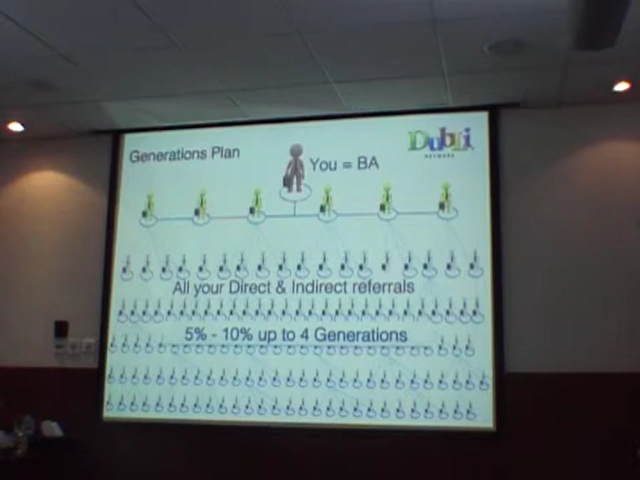 Generations Plan
You = BA
DubLi
NETWORK
All your Direct & Indirect referrals
5% - 10% up to 4 Generations